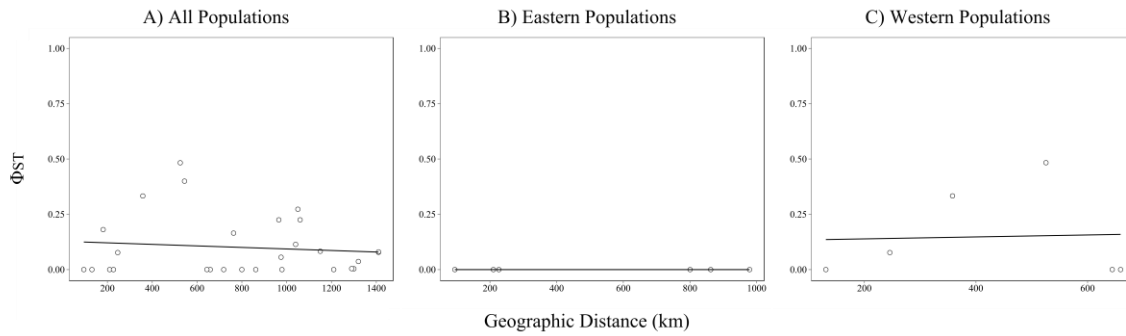 A) All Populations
B) Eastern Populations
C) Western Populations
1.00
0.75
0.50
0.25
0.00
1.00
0.75
0.50
0.25
0.00
1.00
0.75
0.50
0.25
0.00
ΦST
200 400 600 800 1000 1200 1400
200 400 600 800 1000
200 400 600
Geographic Distance (km)